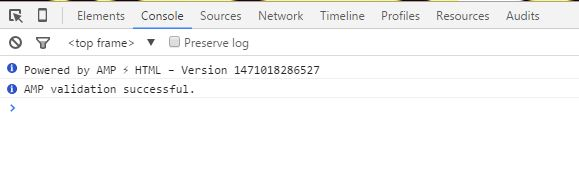 Elements Console Sources Network Timeline Profiles Resources Audits
<top frame> ▼ Preserve log
Powered by AMP ⚡ HTML – Version 1471018286527
AMP validation successful.
>